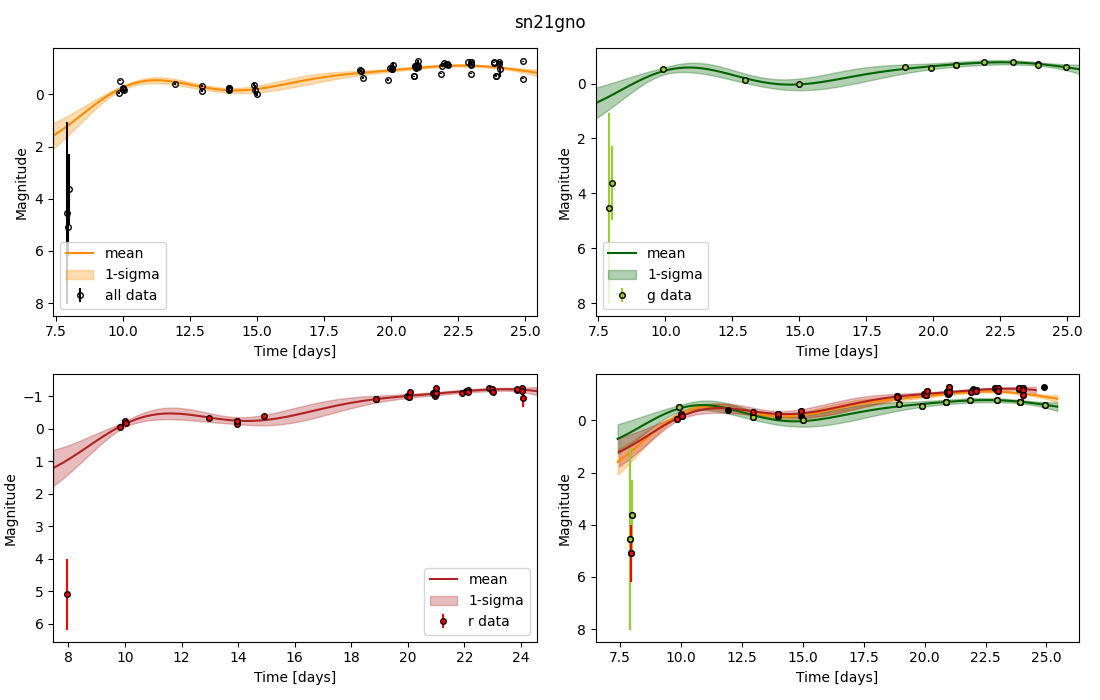 sn21gno
Magnitude
0
2
4
6
8
mean
1-sigma
all data
7.5 10.0 12.5 15.0 17.5 20.0 22.5 25.0
Time [days]
Magnitude
0
2
4
6
8
mean
1-sigma
g data
7.5 10.0 12.5 15.0 17.5 20.0 22.5 25.0
Time [days]
Magnitude
−1
0
1
2
3
4
5
6
mean
1-sigma
r data
8 10 12 14 16 18 20 22 24
Time [days]
Magnitude
0
2
4
6
8
7.5 10.0 12.5 15.0 17.5 20.0 22.5 25.0
Time [days]